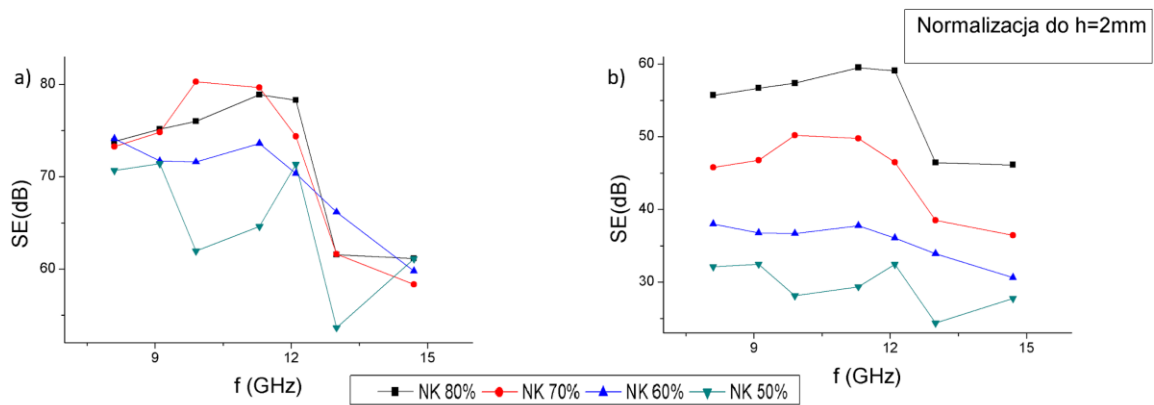 Normalizacja do h=2mm
a)
80
70
60
SE(dB)
9
12
15
f (GHz)
b)
60
50
40
30
SE(dB)
9
12
15
f (GHz)
NK 80% NK 70% NK 60% NK 50%